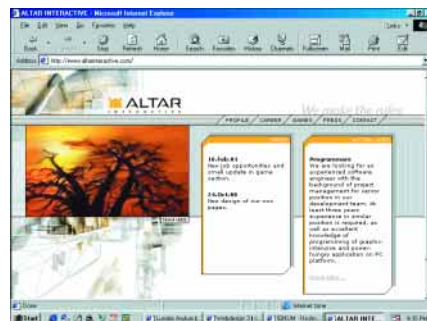 ALTAR INTERACTIVE - Microsoft Internet Explorer
File Edit View Go Favorites Help
Links
Back Stop Refresh Home Search Favorites History Channels Fullscreen Mail Print Edit
Address http://www.altarinteractive.com/
ALTAR
INTERACTIVE
We make the rules
PROFILE / CAREER / GAMES / PRESS / CONTACT
16.Feb.01
New job opportunities and
small update in game
section.
24.Oct.00
New design of our web
pages.
Programmers
We are looking for an
experienced software
engineer with the
background of project
management for senior
position in our
development team. At
least three years
experience in similar
position is required, as
well as excellent
knowledge of
programming of graphic-
intensive and power-
hungry application on PC
platform.
Internet zone
Start
ALTAR INTE...